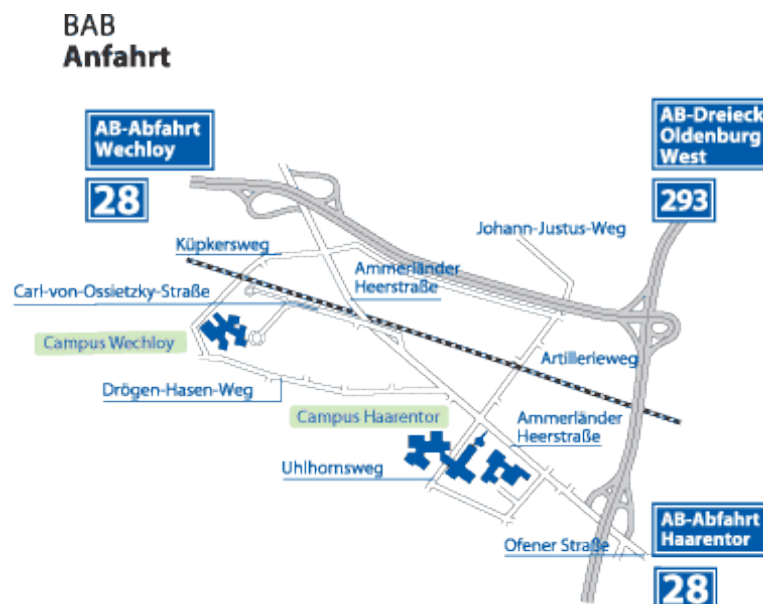 BAB
Anfahrt
AB-Abfahrt
Wechloy
28
AB-Dreieck
Oldenburg
West
293
Johann-Justus-Weg
Küpkersweg
Ammerländer
Heerstraße
Carl-von-Ossietzky-Straße
Campus Wechloy
Artillerieweg
Drögen-Hasen-Weg
Campus Haarentor
Ammerländer
Heerstraße
Uhlhornsweg
Ofener Straße
AB-Abfahrt
Haarentor
28